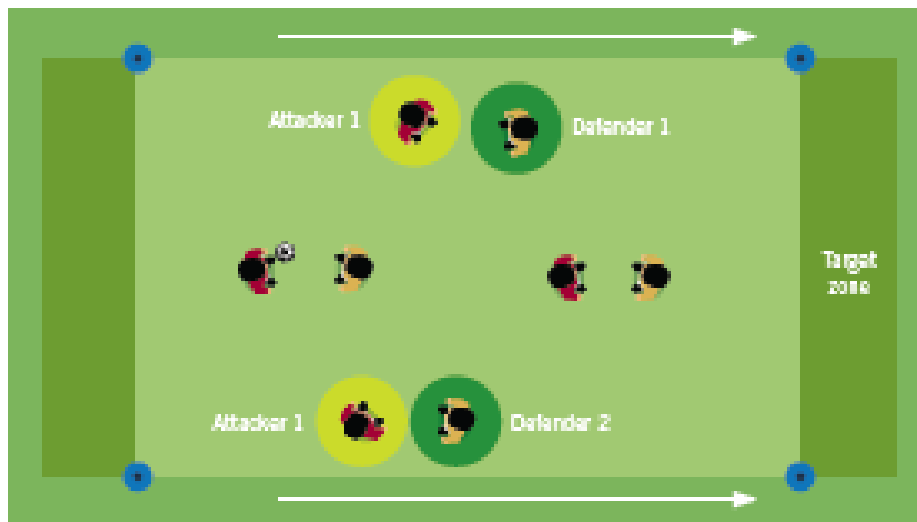 Attacker 1
Defender 1
Target
zone
Attacker 1
Defender 2